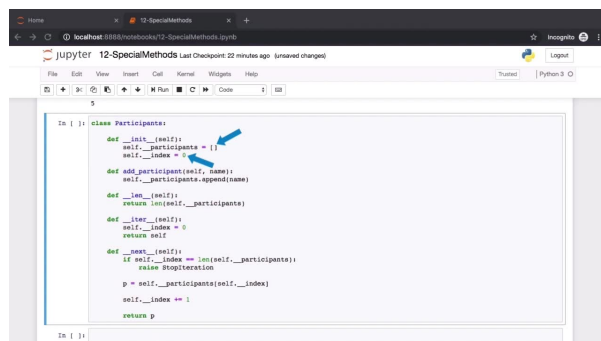 Home
12-SpecialMethods
localhost:8888/notebooks/12-SpecialMethods.ipynb
Incognito
jupyter 12-SpecialMethods Last Checkpoint: 22 minutes ago (unsaved changes)
Logout
File Edit View Insert Cell Kernel Widgets Help
Trusted
Python 3
Run
Code
5
In [ ]: class Participants:
def __init__(self):
self.__participants = []
self.__index = 0
def add_participant(self, name):
self.__participants.append(name)
def __len__(self):
return len(self.__participants)
def __iter__(self):
self.__index = 0
return self
def __next__(self):
if self.__index == len(self.__participants):
raise StopIteration
p = self.__participants[self.__index]
self.__index += 1
return p
In [ ]: